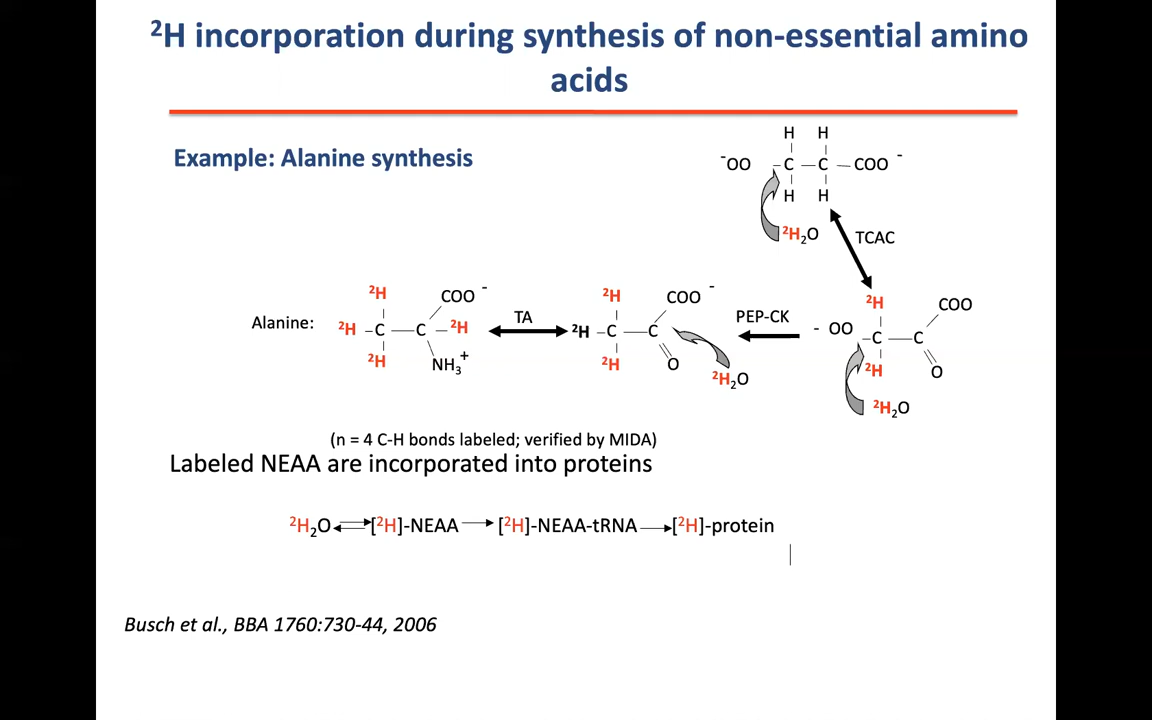 ²H incorporation during synthesis of non-essential amino
acids
Example: Alanine synthesis
H H
⁻OO –C –C –COO ⁻
H H
²H₂O
TCAC
²H COO
- OO –C –C
²H O
²H₂O
PEP-CK
²H COO ⁻
²H –C –C
²H O
²H₂O
TA
Alanine:
²H COO ⁻
²H –C –C –²H
²H NH₃⁺
(n = 4 C-H bonds labeled; verified by MIDA)
Labeled NEAA are incorporated into proteins
²H₂O ⇌ [²H]-NEAA → [²H]-NEAA-tRNA → [²H]-protein
Busch et al., BBA 1760:730-44, 2006